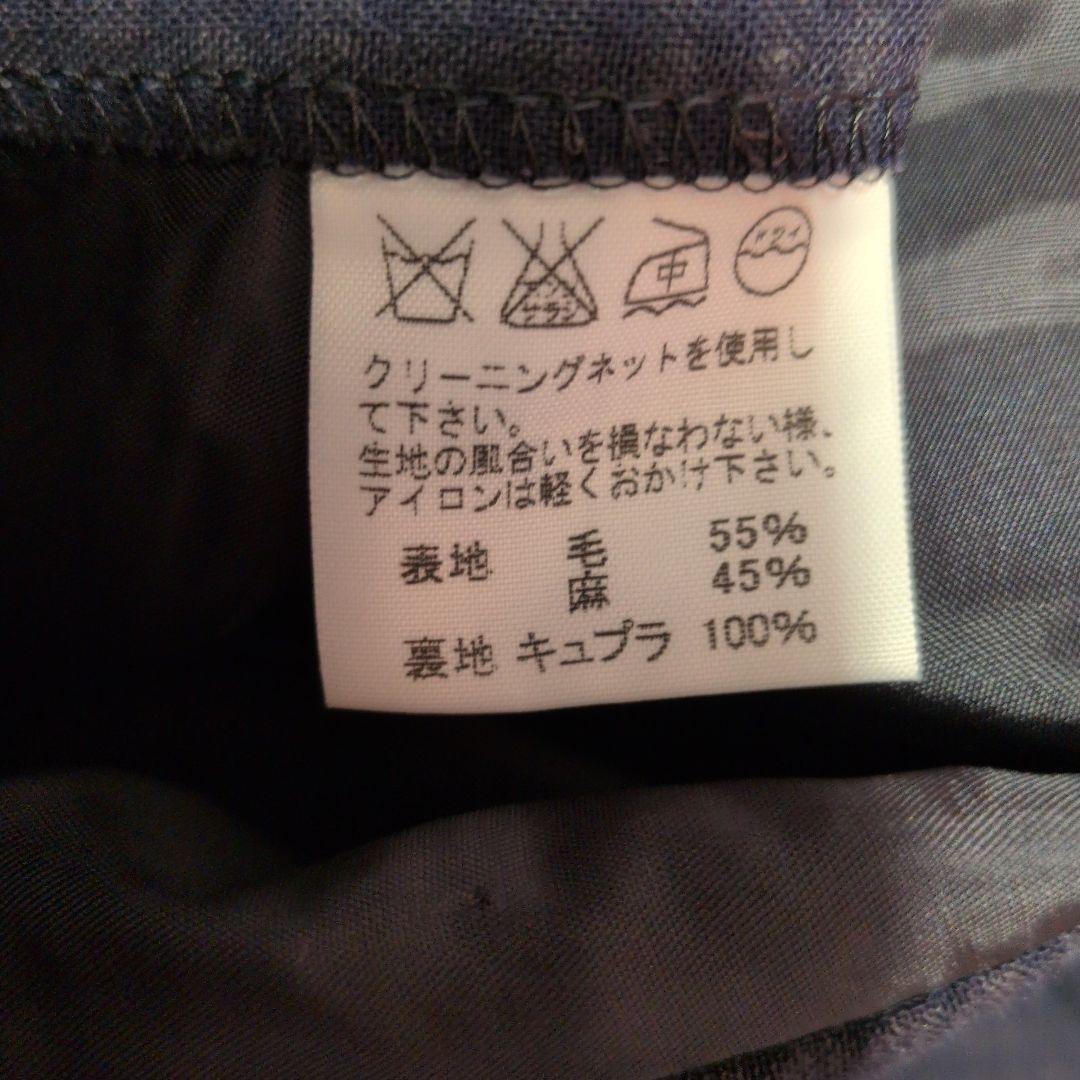 エンソ サラシ
中
ドライ
クリーニングネットを使用し
て下さい。
生地の風合いを損なわない様、
アイロンは軽くおかけ下さい。
表地 毛 55%
麻 45%
裏地 キュプラ 100%